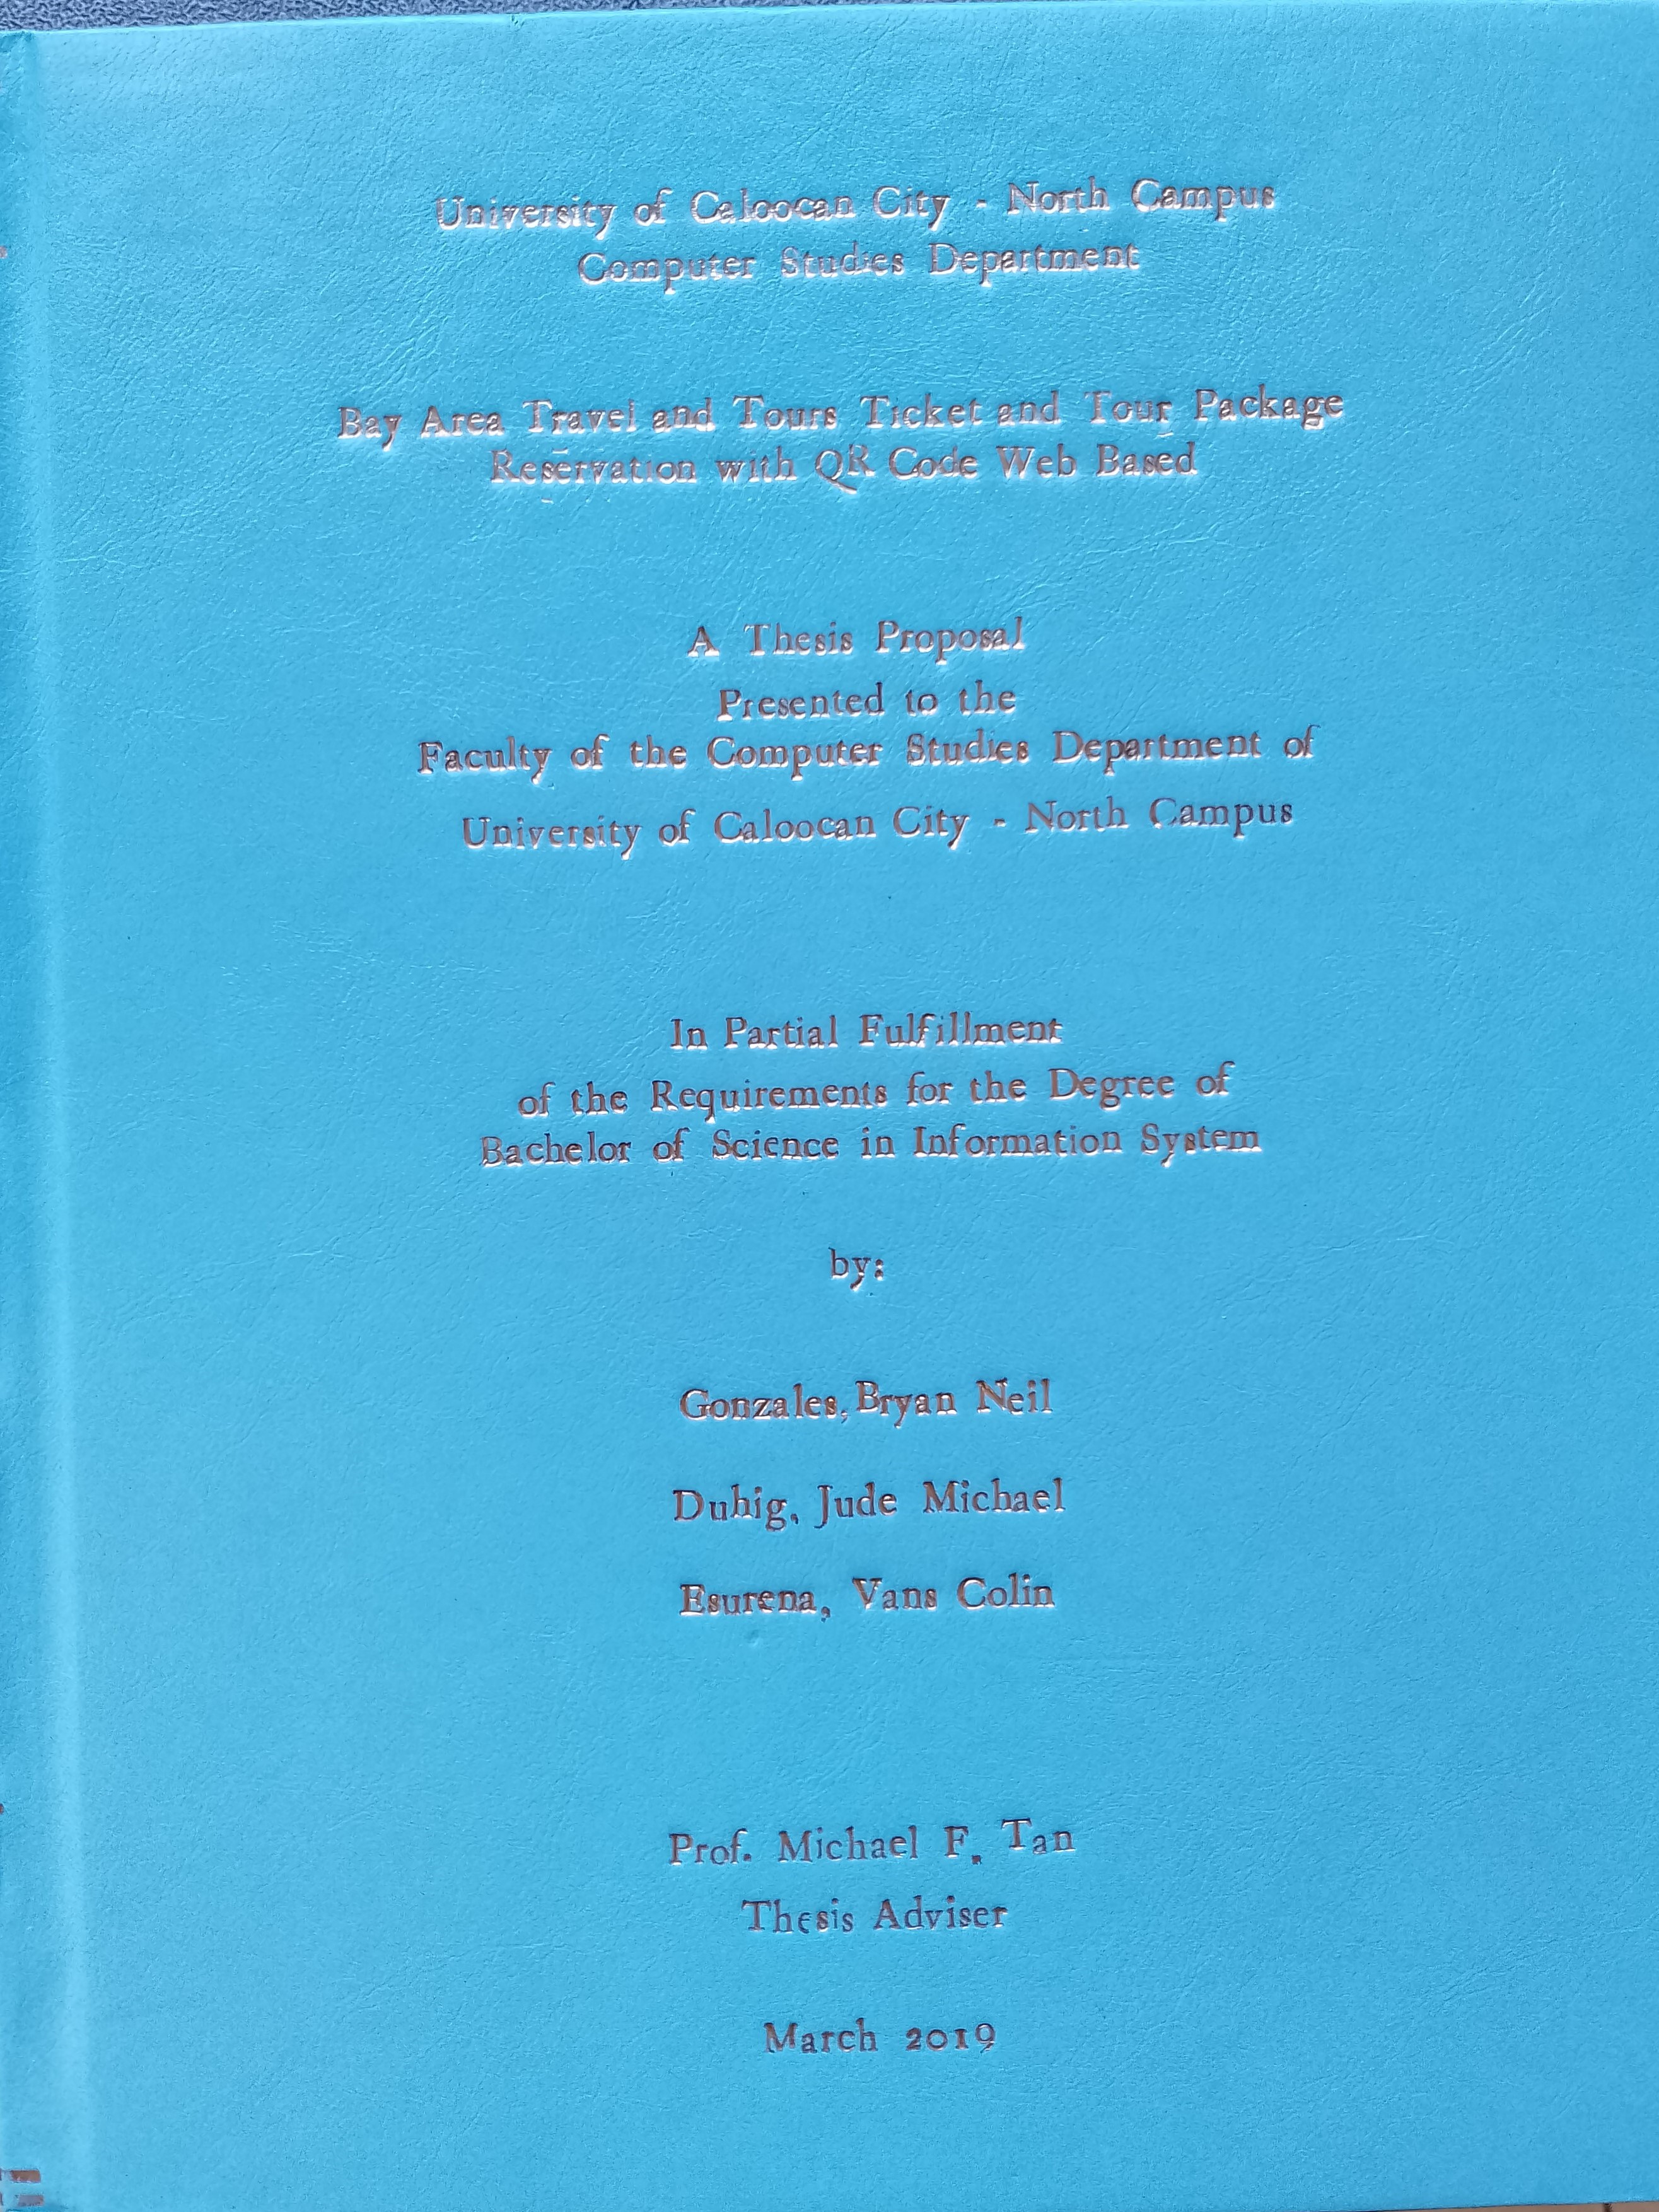 University of Caloocan City - North Campus
Computer Studies Department
Bay Area Travel and Tours Ticket and Tour Package
Reservation with QR Code Web Based
A Thesis Proposal
Presented to the
Faculty of the Computer Studies Department of
University of Caloocan City - North Campus
In Partial Fulfillment
of the Requirements for the Degree of
Bachelor of Science in Information System
by:
Gonzales, Bryan Neil
Duhig, Jude Michael
Esurena, Vans Colin
Prof. Michael F. Tan
Thesis Adviser
March 2019